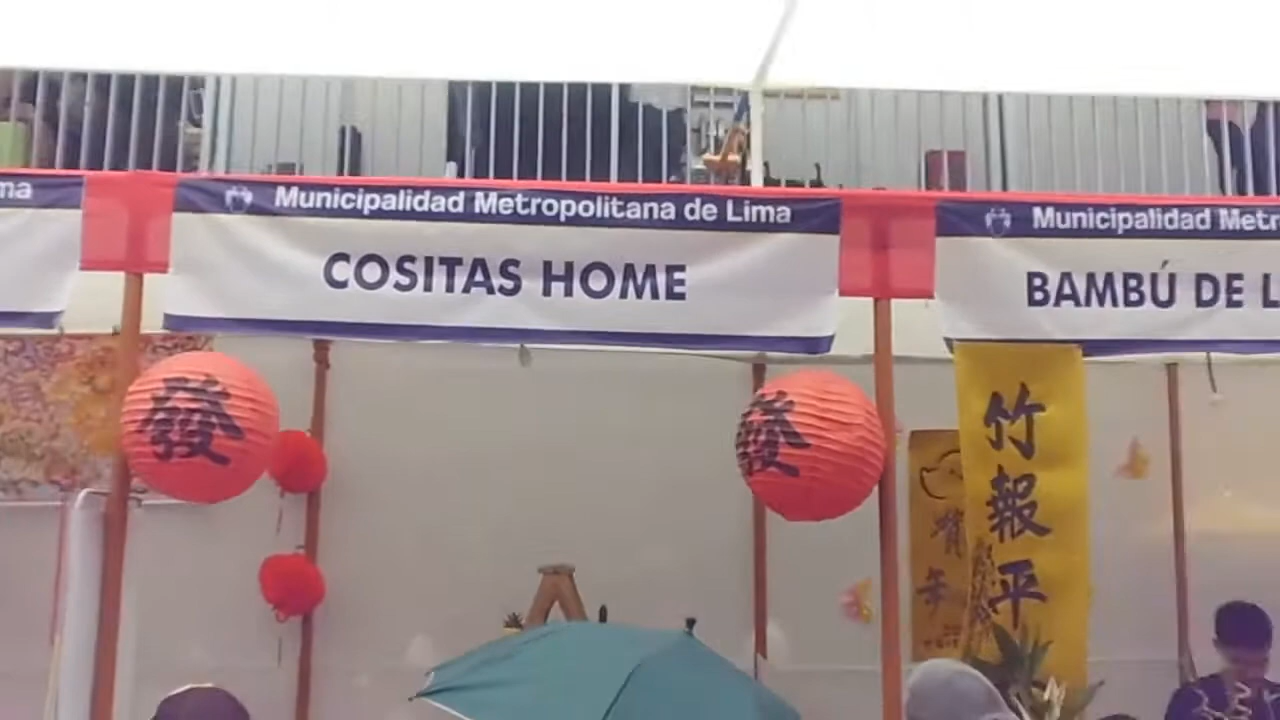 ma
Municipalidad Metropolitana de Lima
COSITAS HOME
Municipalidad Metr
BAMBÚ DE L
發
發
竹
報
平